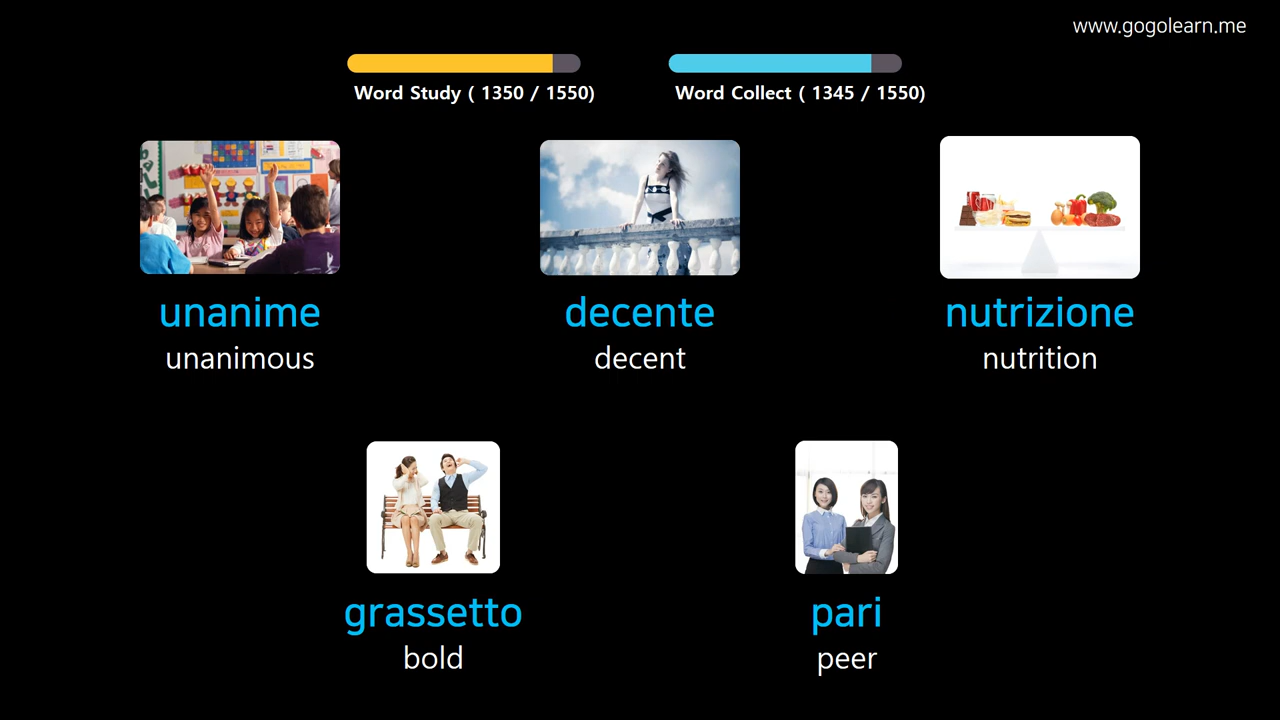 www.gogolearn.me
Word Study ( 1350 / 1550)
Word Collect ( 1345 / 1550)
unanime
unanimous
decente
decent
nutrizione
nutrition
grassetto
bold
pari
peer